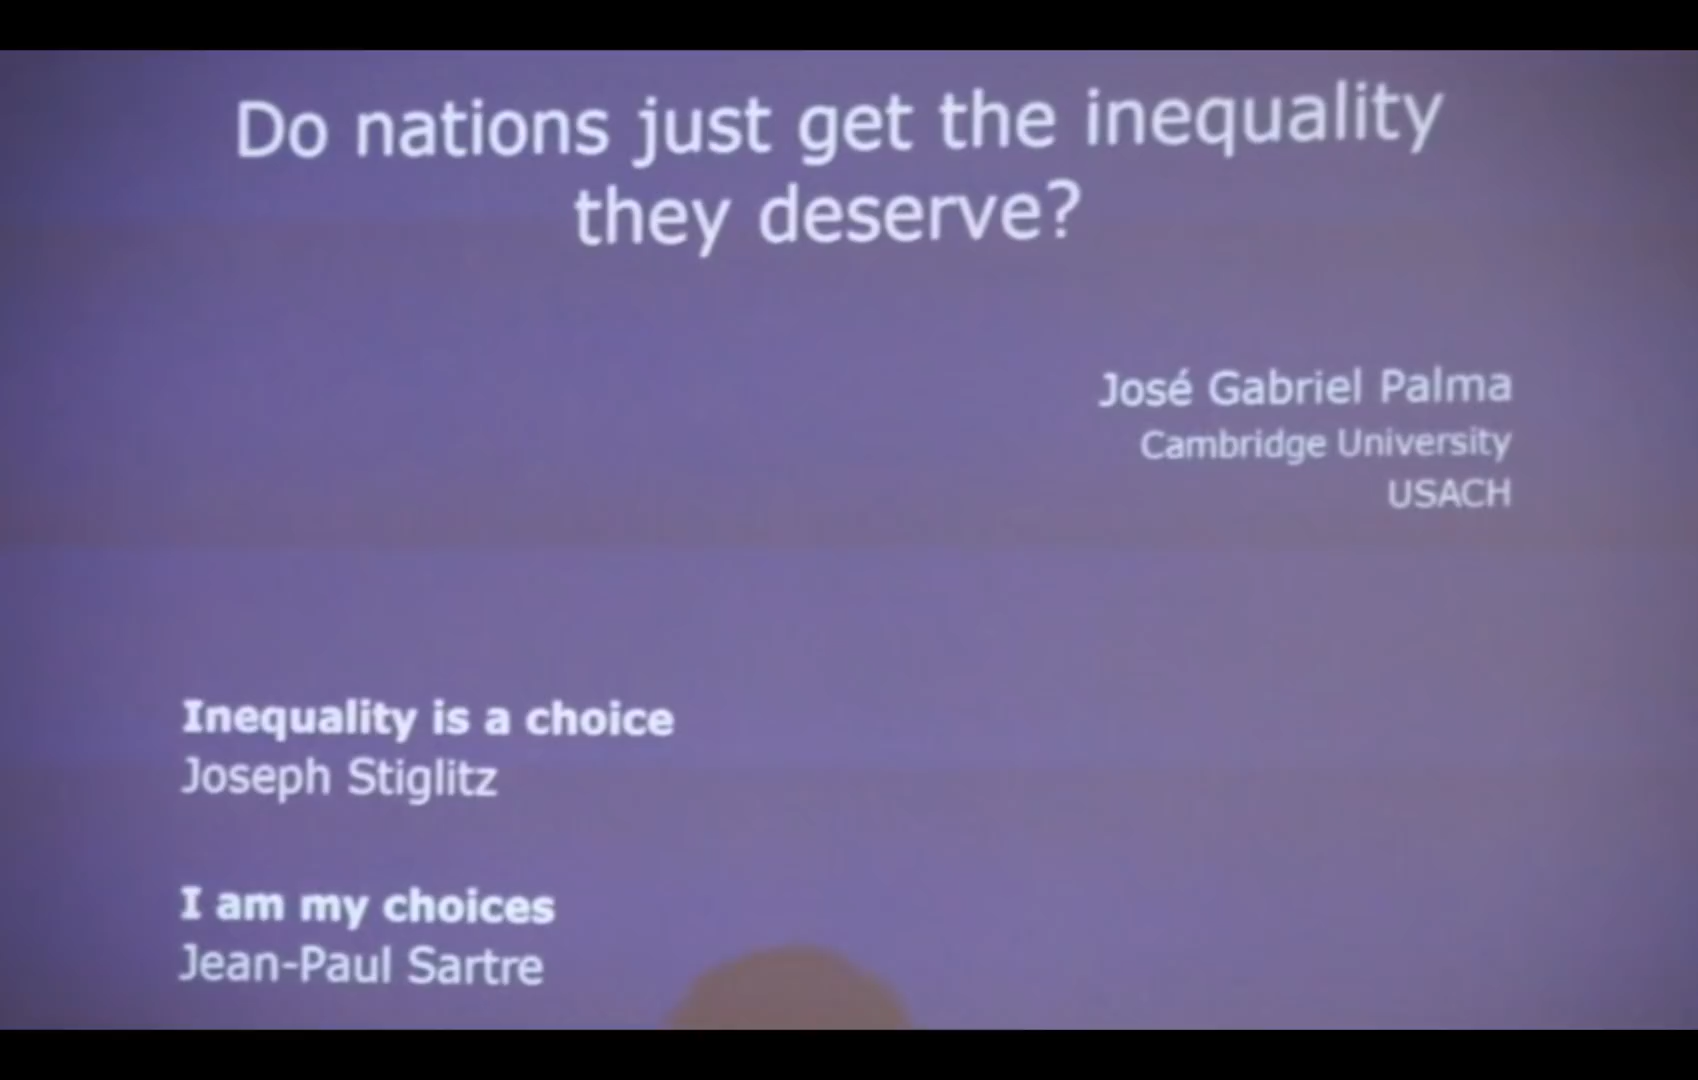 Do nations just get the inequality
they deserve?
José Gabriel Palma
Cambridge University
USACH
Inequality is a choice
Joseph Stiglitz
I am my choices
Jean-Paul Sartre